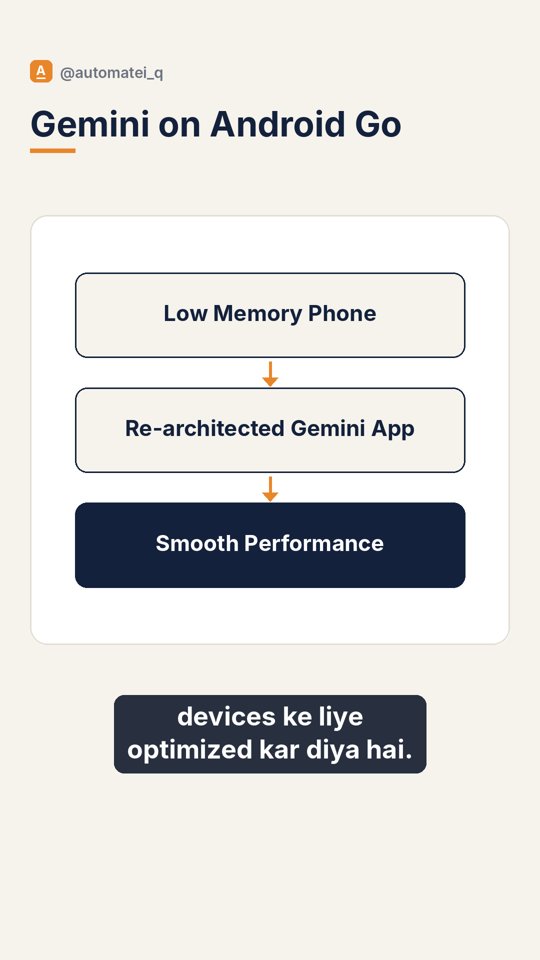 A
@automatei_q
Gemini on Android Go
Low Memory Phone
Re-architected Gemini App
Smooth Performance
devices ke liye
optimized kar diya hai.